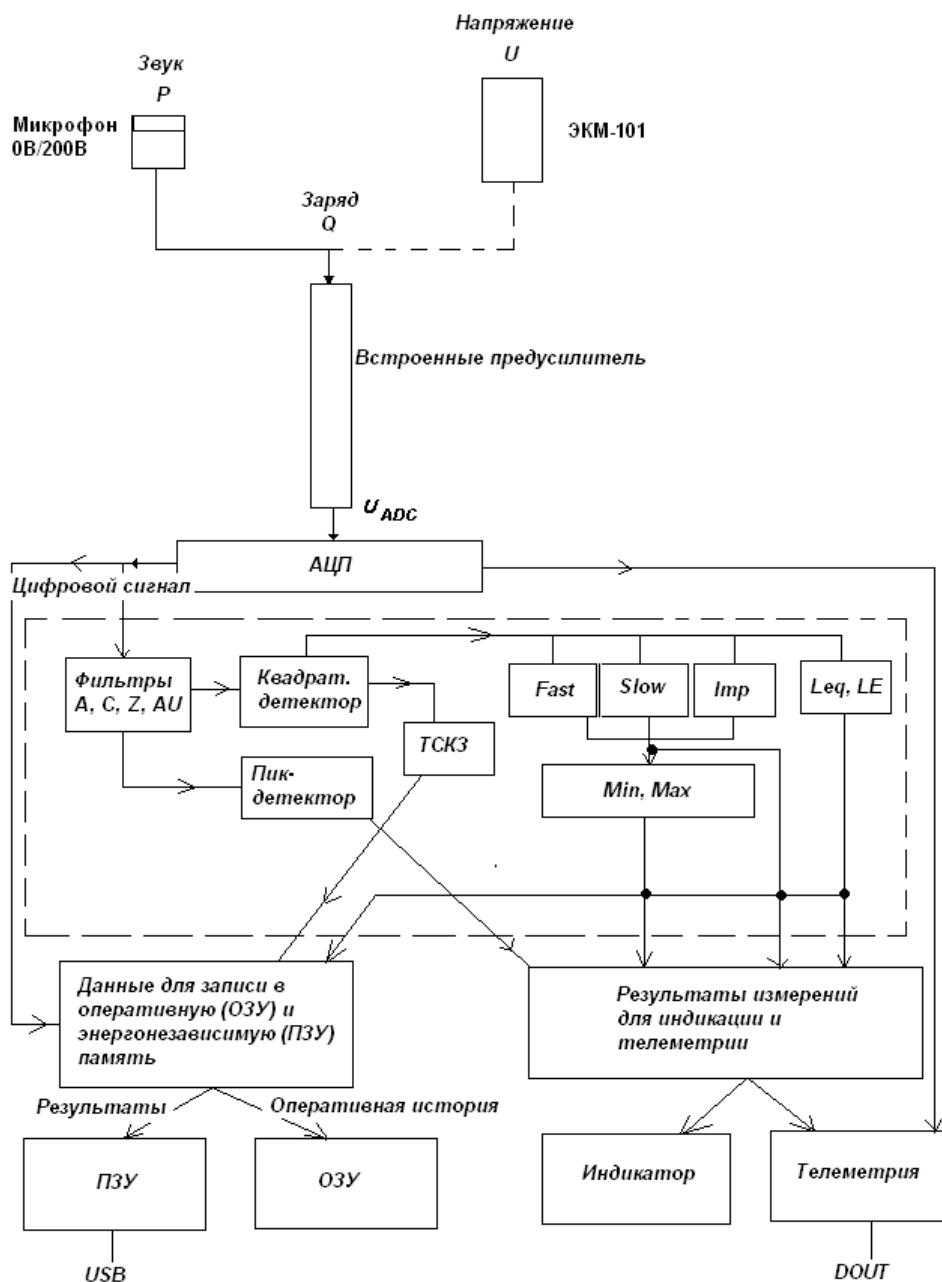 Напряжение
U
Звук
P
Микрофон
0В/200В
ЭКМ-101
Заряд
Q
Встроенные предусилитель
U ADC
АЦП
Цифровой сигнал
Фильтры
A, C, Z, AU
Квадрат.
детектор
Fast
Slow
Imp
Leq, LE
ТСКЗ
Пик-
детектор
Min, Max
Данные для записи в
оперативную (ОЗУ) и
энергонезависимую (ПЗУ)
память
Результаты измерений
для индикации и
телеметрии
Результаты
Оперативная история
ПЗУ
ОЗУ
Индикатор
Телеметрия
USB
DOUT